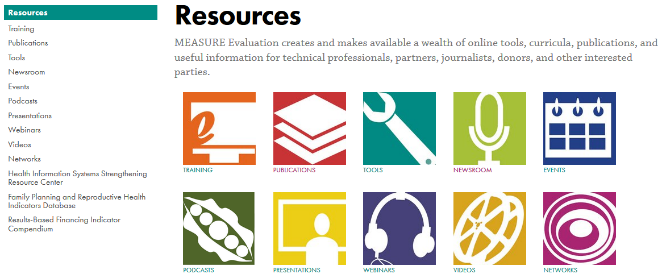 Resources
Training
Publications
Tools
Newsroom
Events
Podcasts
Presentations
Webinars
Videos
Networks
Health Information Systems Strengthening
Resource Center
Family Planning and Reproductive Health
Indicators Database
Results-Based Financing Indicator
Compendium
Resources
MEASURE Evaluation creates and makes available a wealth of online tools, curricula, publications, and
useful information for technical professionals, partners, journalists, donors, and other interested
parties.
e
TRAINING
PUBLICATIONS
TOOLS
NEWSROOM
EVENTS
PODCASTS
PRESENTATIONS
WEBINARS
VIDEOS
NETWORKS